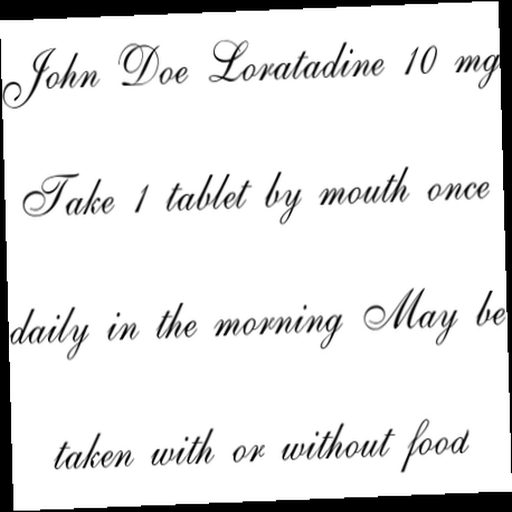 John Doe Loratadine 10 mg
Take 1 tablet by mouth once
daily in the morning May be
taken with or without food